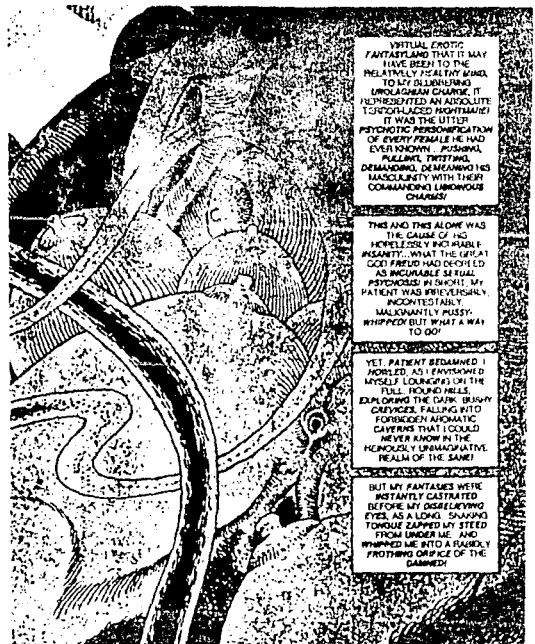 VIRTUAL EROTIC
FANTASYLAND THAT IT MAY
HAVE BEEN TO THE
RELATIVELY HEALTHY MIND,
TO MY BLUBBERING
CHARGE, IT
REPRESENTED AN ABSOLUTE
TERROR-LACED NIGHTMARE!
IT WAS THE UTTER
PSYCHOTIC PERSONIFICATION
OF EVERY FEMALE HE HAD
EVER KNOWN... PUSHING,
PULLING, TWISTING,
DEMANDING, DEMEANING HIS
MASCULINITY WITH THEIR
COMMANDING LIBIDINOUS
CHARMS!
THIS AND THIS ALONE WAS
THE CAUSE OF HIS
HOPELESSLY INCURABLE
INSANITY...WHAT THE GREAT
GOD FREUD HAD DECREED
AS INCURABLE SEXUAL
PSYCHOSIS! IN SHORT, MY
PATIENT WAS IRREVERSIBLY,
INCONTESTABLY,
MALIGNANTLY PUSSY-
WHIPPED! BUT WHAT A WAY
TO GO!
YET, PATIENT BEDAMNED I
HOWLED, AS I ENVISIONED
MYSELF LOUNGING ON THE
FULL, ROUND HILLS,
EXPLORING THE DARK BUSHY
CREVICES, FALLING INTO
FORBIDDEN AROMATIC
CAVERNS THAT I COULD
NEVER KNOW IN THE
HEINOUSLY UNIMAGINATIVE
REALM OF THE SANE!
BUT MY FANTASIES WERE
INSTANTLY CASTRATED
BEFORE MY DISBELIEVING
EYES, AS A LONG SNAKING
TONGUE ZAPPED MY STEED
FROM UNDER ME AND
WHIPPED ME INTO A RABIDLY
FROTHING ORIFICE OF THE
DAMNED!